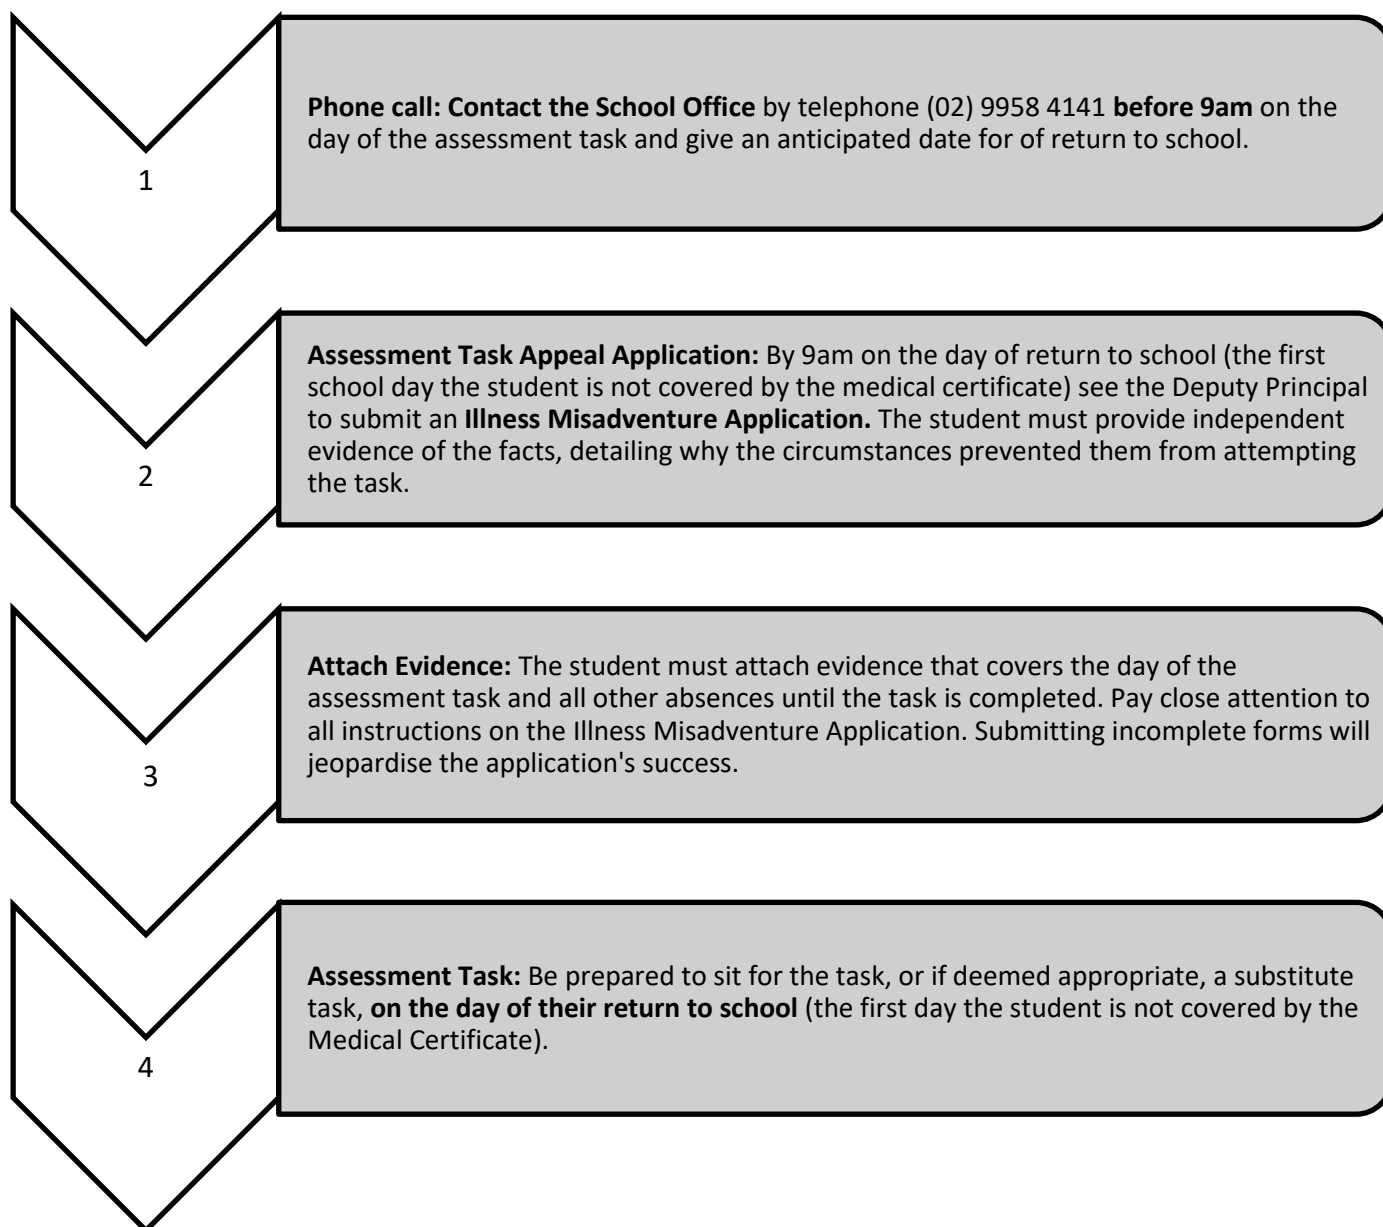 1
Phone call: Contact the School Office by telephone (02) 9958 4141 before 9am on the
day of the assessment task and give an anticipated date for of return to school.
2
Assessment Task Appeal Application: By 9am on the day of return to school (the first
school day the student is not covered by the medical certificate) see the Deputy Principal
to submit an Illness Misadventure Application. The student must provide independent
evidence of the facts, detailing why the circumstances prevented them from attempting
the task.
3
Attach Evidence: The student must attach evidence that covers the day of the
assessment task and all other absences until the task is completed. Pay close attention to
all instructions on the Illness Misadventure Application. Submitting incomplete forms will
jeopardise the application's success.
4
Assessment Task: Be prepared to sit for the task, or if deemed appropriate, a substitute
task, on the day of their return to school (the first day the student is not covered by the
Medical Certificate).